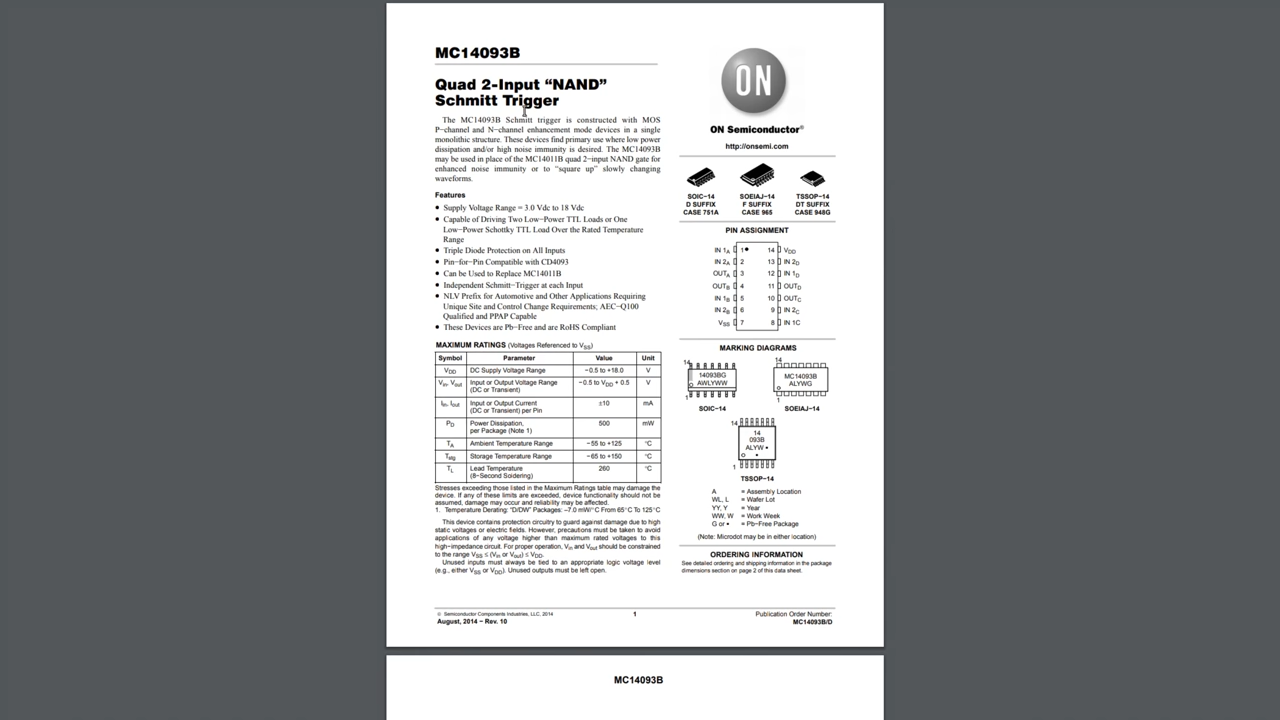 MC14093B
Quad 2-Input “NAND”
Schmitt Trigger
The MC14093B Schmitt trigger is constructed with MOS
P−channel and N−channel enhancement mode devices in a single
monolithic structure. These devices find primary use where low power
dissipation and/or high noise immunity is desired. The MC14093B
may be used in place of the MC14011B quad 2−input NAND gate for
enhanced noise immunity or to “square up” slowly changing
waveforms.
Features
• Supply Voltage Range = 3.0 Vdc to 18 Vdc
• Capable of Driving Two Low−Power TTL Loads or One
Low−Power Schottky TTL Load Over the Rated Temperature
Range
• Triple Diode Protection on All Inputs
• Pin−for−Pin Compatible with CD4093
• Can be Used to Replace MC14011B
• Independent Schmitt−Trigger at each Input
• NLV Prefix for Automotive and Other Applications Requiring
Unique Site and Control Change Requirements; AEC−Q100
Qualified and PPAP Capable
• These Devices are Pb−Free and are RoHS Compliant
MAXIMUM RATINGS (Voltages Referenced to VSS)
Symbol Parameter Value Unit
VDD DC Supply Voltage Range −0.5 to +18.0 V
Vin, Vout Input or Output Voltage Range −0.5 to VDD + 0.5 V
(DC or Transient)
Iin, Iout Input or Output Current ±10 mA
(DC or Transient) per Pin
PD Power Dissipation, 500 mW
per Package (Note 1)
TA Ambient Temperature Range −55 to +125 °C
Tstg Storage Temperature Range −65 to +150 °C
TL Lead Temperature 260 °C
(8−Second Soldering)
Stresses exceeding those listed in the Maximum Ratings table may damage the
device. If any of these limits are exceeded, device functionality should not be
assumed, damage may occur and reliability may be affected.
1. Temperature Derating: “D/DW” Packages: –7.0 mW/°C From 65°C To 125°C
This device contains protection circuitry to guard against damage due to high
static voltages or electric fields. However, precautions must be taken to avoid
applications of any voltage higher than maximum rated voltages to this
high−impedance circuit. For proper operation, Vin and Vout should be constrained
to the range VSS ≤ (Vin or Vout) ≤ VDD.
Unused inputs must always be tied to an appropriate logic voltage level
(e.g., either VSS or VDD). Unused outputs must be left open.
ON
ON Semiconductor®
http://onsemi.com
SOIC−14 SOEIAJ−14 TSSOP−14
D SUFFIX F SUFFIX DT SUFFIX
CASE 751A CASE 965 CASE 948G
PIN ASSIGNMENT
IN 1A 1 14 VDD
IN 2A 2 13 IN 2D
OUTA 3 12 IN 1D
OUTB 4 11 OUTD
IN 1B 5 10 OUTC
IN 2B 6 9 IN 2C
VSS 7 8 IN 1C
MARKING DIAGRAMS
14 14
14093BG MC14093B
AWLYWW ALYWG
1 1
SOIC−14 SOEIAJ−14
14
14
093B
ALYW •
•
1
TSSOP−14
A = Assembly Location
WL, L = Wafer Lot
YY, Y = Year
WW, W = Work Week
G or • = Pb−Free Package
(Note: Microdot may be in either location)
ORDERING INFORMATION
See detailed ordering and shipping information in the package
dimensions section on page 2 of this data sheet.
© Semiconductor Components Industries, LLC, 2014 1 Publication Order Number:
August, 2014 − Rev. 10 MC14093B/D
MC14093B